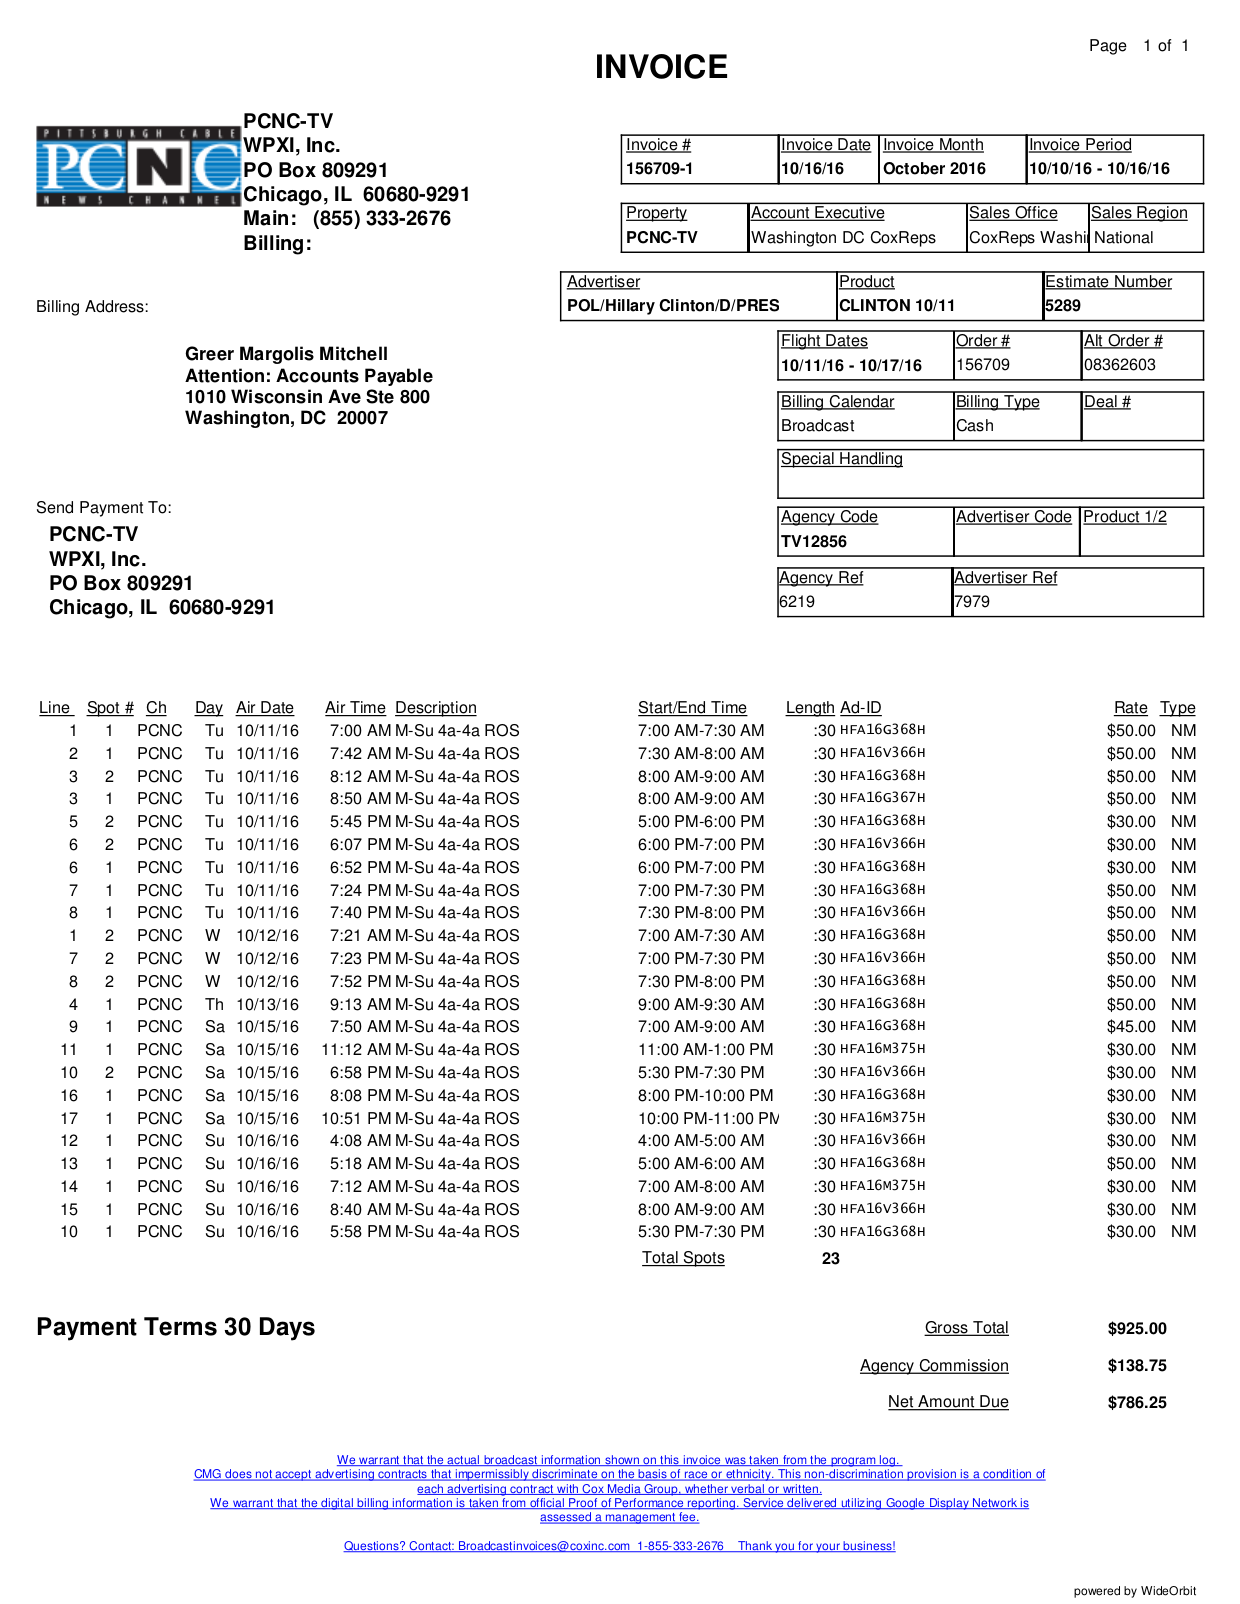 Page 1 of 1
INVOICE
PITTSBURGH CABLE
PCNC
NEWS CHANNEL
PCNC-TV
WPXI, Inc.
PO Box 809291
Chicago, IL 60680-9291
Main: (855) 333-2676
Billing:
Invoice # Invoice Date Invoice Month Invoice Period
156709-1 10/16/16 October 2016 10/10/16 - 10/16/16
Property Account Executive Sales Office Sales Region
PCNC-TV Washington DC CoxReps CoxReps Washi National
Advertiser Product Estimate Number
POL/Hillary Clinton/D/PRES CLINTON 10/11 5289
Billing Address:
Greer Margolis Mitchell
Attention: Accounts Payable
1010 Wisconsin Ave Ste 800
Washington, DC 20007
Flight Dates Order # Alt Order #
10/11/16 - 10/17/16 156709 08362603
Billing Calendar Billing Type Deal #
Broadcast Cash
Special Handling
Agency Code Advertiser Code Product 1/2
TV12856
Agency Ref Advertiser Ref
6219 7979
Send Payment To:
PCNC-TV
WPXI, Inc.
PO Box 809291
Chicago, IL 60680-9291
Line Spot # Ch Day Air Date Air Time Description Start/End Time Length Ad-ID Rate Type
1 1 PCNC Tu 10/11/16 7:00 AM M-Su 4a-4a ROS 7:00 AM-7:30 AM :30 HFA16G368H $50.00 NM
2 1 PCNC Tu 10/11/16 7:42 AM M-Su 4a-4a ROS 7:30 AM-8:00 AM :30 HFA16V366H $50.00 NM
3 2 PCNC Tu 10/11/16 8:12 AM M-Su 4a-4a ROS 8:00 AM-9:00 AM :30 HFA16G368H $50.00 NM
3 1 PCNC Tu 10/11/16 8:50 AM M-Su 4a-4a ROS 8:00 AM-9:00 AM :30 HFA16G367H $50.00 NM
5 2 PCNC Tu 10/11/16 5:45 PM M-Su 4a-4a ROS 5:00 PM-6:00 PM :30 HFA16G368H $30.00 NM
6 2 PCNC Tu 10/11/16 6:07 PM M-Su 4a-4a ROS 6:00 PM-7:00 PM :30 HFA16V366H $30.00 NM
6 1 PCNC Tu 10/11/16 6:52 PM M-Su 4a-4a ROS 6:00 PM-7:00 PM :30 HFA16G368H $30.00 NM
7 1 PCNC Tu 10/11/16 7:24 PM M-Su 4a-4a ROS 7:00 PM-7:30 PM :30 HFA16G368H $50.00 NM
8 1 PCNC Tu 10/11/16 7:40 PM M-Su 4a-4a ROS 7:30 PM-8:00 PM :30 HFA16V366H $50.00 NM
1 2 PCNC W 10/12/16 7:21 AM M-Su 4a-4a ROS 7:00 AM-7:30 AM :30 HFA16G368H $50.00 NM
7 2 PCNC W 10/12/16 7:23 PM M-Su 4a-4a ROS 7:00 PM-7:30 PM :30 HFA16V366H $50.00 NM
8 2 PCNC W 10/12/16 7:52 PM M-Su 4a-4a ROS 7:30 PM-8:00 PM :30 HFA16G368H $50.00 NM
4 1 PCNC Th 10/13/16 9:13 AM M-Su 4a-4a ROS 9:00 AM-9:30 AM :30 HFA16G368H $50.00 NM
9 1 PCNC Sa 10/15/16 7:50 AM M-Su 4a-4a ROS 7:00 AM-9:00 AM :30 HFA16G368H $45.00 NM
11 1 PCNC Sa 10/15/16 11:12 AM M-Su 4a-4a ROS 11:00 AM-1:00 PM :30 HFA16M375H $30.00 NM
10 2 PCNC Sa 10/15/16 6:58 PM M-Su 4a-4a ROS 5:30 PM-7:30 PM :30 HFA16V366H $30.00 NM
16 1 PCNC Sa 10/15/16 8:08 PM M-Su 4a-4a ROS 8:00 PM-10:00 PM :30 HFA16G368H $30.00 NM
17 1 PCNC Sa 10/15/16 10:51 PM M-Su 4a-4a ROS 10:00 PM-11:00 PM :30 HFA16M375H $30.00 NM
12 1 PCNC Su 10/16/16 4:08 AM M-Su 4a-4a ROS 4:00 AM-5:00 AM :30 HFA16V366H $30.00 NM
13 1 PCNC Su 10/16/16 5:18 AM M-Su 4a-4a ROS 5:00 AM-6:00 AM :30 HFA16G368H $50.00 NM
14 1 PCNC Su 10/16/16 7:12 AM M-Su 4a-4a ROS 7:00 AM-8:00 AM :30 HFA16M375H $30.00 NM
15 1 PCNC Su 10/16/16 8:40 AM M-Su 4a-4a ROS 8:00 AM-9:00 AM :30 HFA16V366H $30.00 NM
10 1 PCNC Su 10/16/16 5:58 PM M-Su 4a-4a ROS 5:30 PM-7:30 PM :30 HFA16G368H $30.00 NM
Total Spots 23
Payment Terms 30 Days
Gross Total $925.00
Agency Commission $138.75
Net Amount Due $786.25
We warrant that the actual broadcast information shown on this invoice was taken from the program log.
CMG does not accept advertising contracts that impermissibly discriminate on the basis of race or ethnicity. This non-discrimination provision is a condition of
each advertising contract with Cox Media Group, whether verbal or written.
We warrant that the digital billing information is taken from official Proof of Performance reporting. Service delivered utilizing Google Display Network is
assessed a management fee.
Questions? Contact: Broadcastinvoices@coxinc.com 1-855-333-2676 Thank you for your business!
powered by WideOrbit